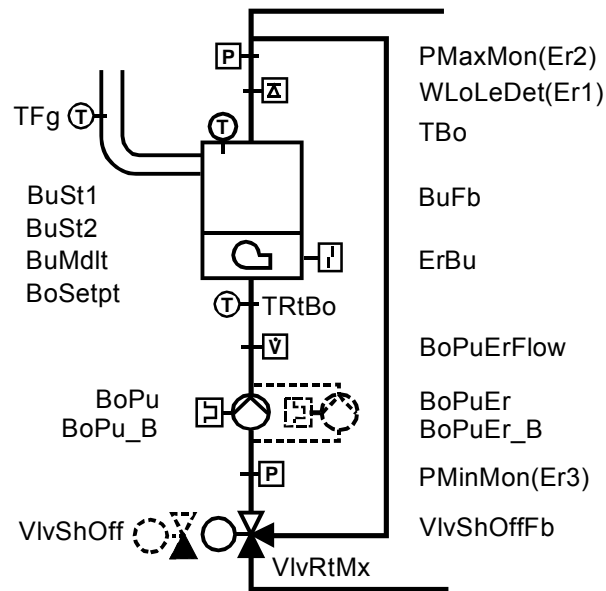 P
PMaxMon(Er2)
WLoLeDet(Er1)
TFg
T
T
TBo
BuSt1
BuFb
BuSt2
BuMdlt
ErBu
BoSetpt
T
TRtBo
V̇
BoPuErFlow
BoPu
BoPuEr
BoPu_B
BoPuEr_B
P
PMinMon(Er3)
VlvShOff
VlvShOffFb
VlvRtMx